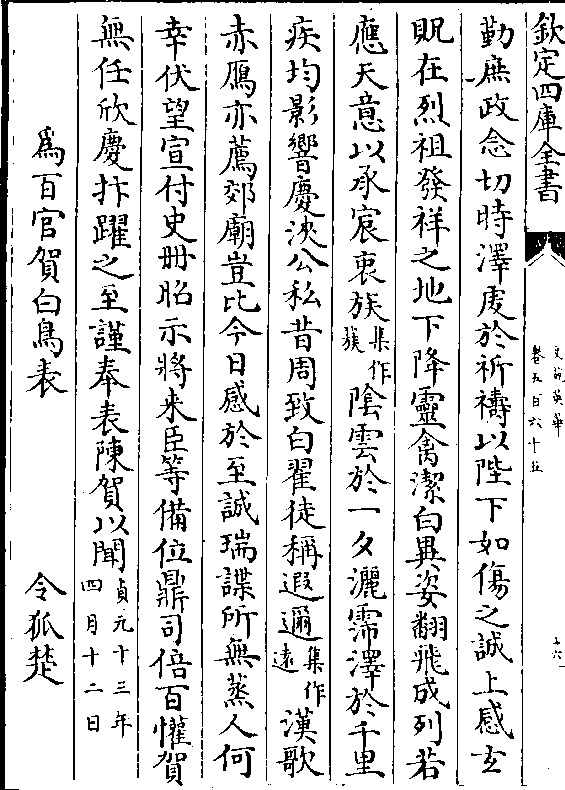 欽定四庫全書
文苑英華
卷五百六十五
十六
勤庶政念切時澤虔於祈禱以陛下如傷之誠上感玄
貺在烈祖發祥之地下降靈禽潔白異姿翻飛成列若
應天意以承宸衷族集作簇陰雲於一夕灑霈澤於千里
疾均影響慶浹公私昔周致白翟徒稱遐邇集作遠漢歌
赤鴈亦薦郊廟豈比今日感於至誠瑞諜所無蒸人何
幸伏望宣付史册昭示將来臣等備位鼎司倍百懽賀
無任欣慶抃躍之至謹奉表陳賀以聞貞元十三年四月十二日
為百官賀白烏表 令狐楚